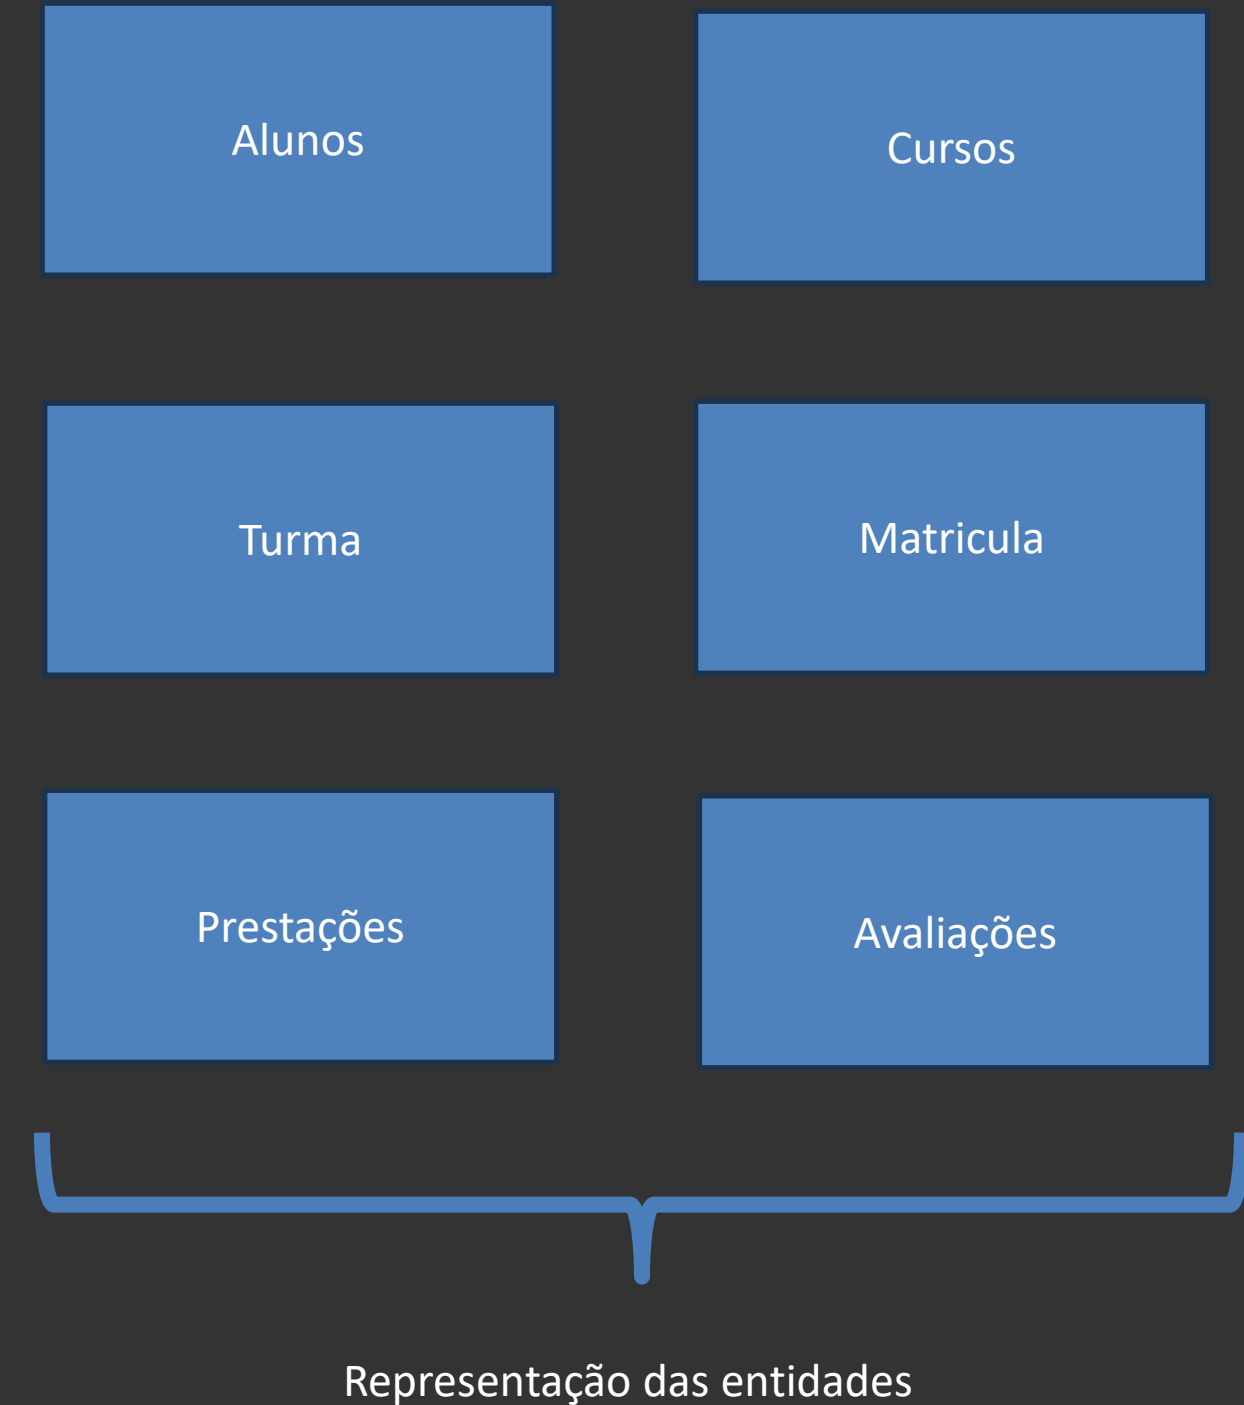 Alunos
Cursos
Turma
Matricula
Prestações
Avaliações
Representação das entidades